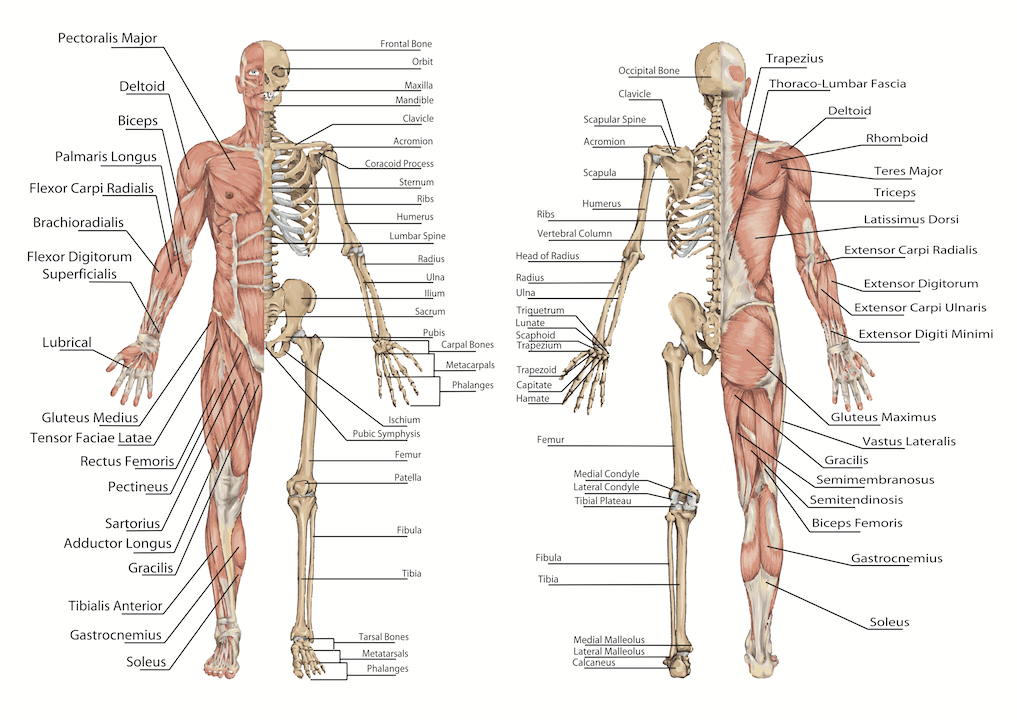 Pectoralis Major
Deltoid
Biceps
Palmaris Longus
Flexor Carpi Radialis
Brachioradialis
Flexor Digitorum
Superficialis
Lubrical
Gluteus Medius
Tensor Faciae Latae
Rectus Femoris
Pectineus
Sartorius
Adductor Longus
Gracilis
Tibialis Anterior
Gastrocnemius
Soleus
Frontal Bone
Orbit
Maxilla
Mandible
Clavicle
Acromion
Coracoid Process
Sternum
Ribs
Humerus
Lumbar Spine
Radius
Ulna
Ilium
Sacrum
Pubis
Carpal Bones
Metacarpals
Phalanges
Ischium
Pubic Symphysis
Femur
Patella
Fibula
Tibia
Tarsal Bones
Metatarsals
Phalanges
Occipital Bone
Clavicle
Scapular Spine
Acromion
Scapula
Humerus
Ribs
Vertebral Column
Head of Radius
Radius
Ulna
Triquetrum
Lunate
Scaphoid
Trapezium
Trapezoid
Capitate
Hamate
Femur
Medial Condyle
Lateral Condyle
Tibial Plateau
Fibula
Tibia
Medial Malleolus
Lateral Malleolus
Calcaneus
Trapezius
Thoraco-Lumbar Fascia
Deltoid
Rhomboid
Teres Major
Triceps
Latissimus Dorsi
Extensor Carpi Radialis
Extensor Digitorum
Extensor Carpi Ulnaris
Extensor Digiti Minimi
Gluteus Maximus
Vastus Lateralis
Gracilis
Semimembranosus
Semitendinosis
Biceps Femoris
Gastrocnemius
Soleus